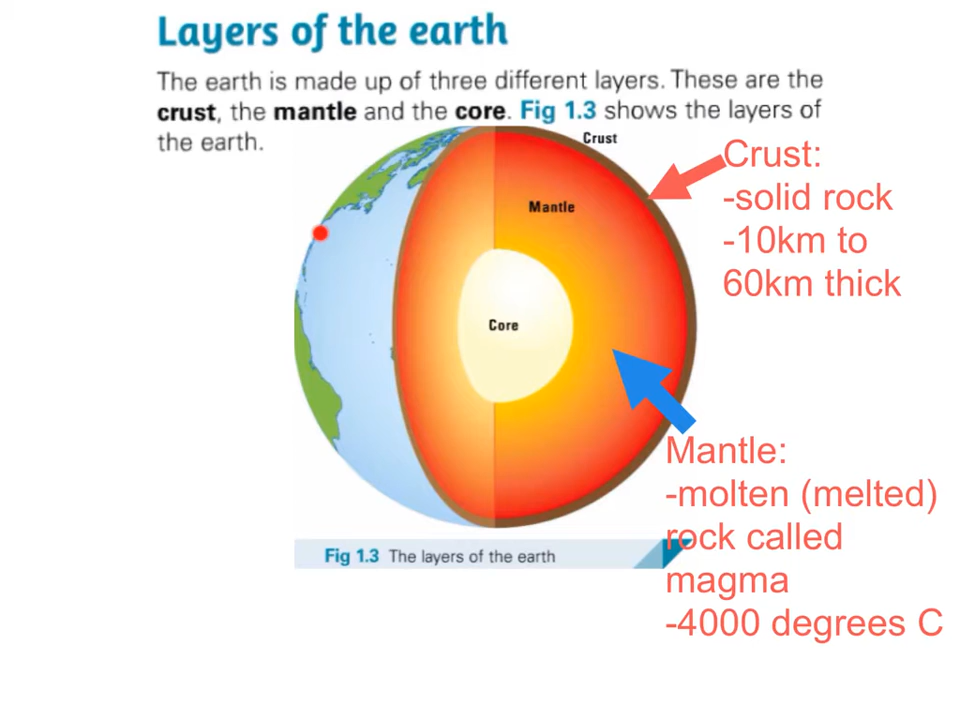 Layers of the earth
The earth is made up of three different layers. These are the
crust, the mantle and the core. Fig 1.3 shows the layers of
the earth.
Crust
Crust:
-solid rock
-10km to
60km thick
Mantle
Core
Mantle:
-molten (melted)
rock called
magma
-4000 degrees C
Fig 1.3 The layers of the earth